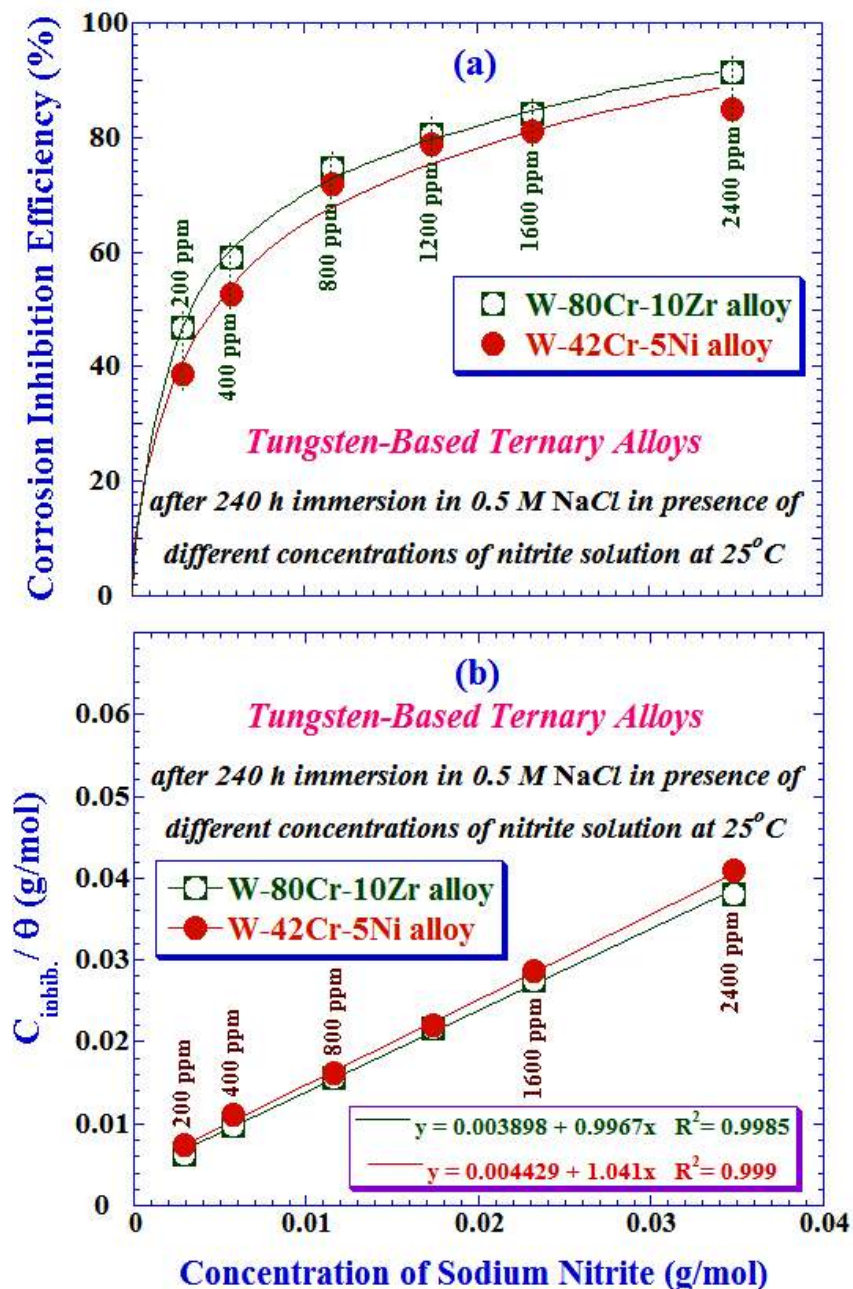 100
(a)
80
60
40
20
0
Corrosion Inhibition Efficiency (%)
200 ppm
400 ppm
800 ppm
1200 ppm
1600 ppm
2400 ppm
W-80Cr-10Zr alloy
W-42Cr-5Ni alloy
Tungsten-Based Ternary Alloys
after 240 h immersion in 0.5 M NaCl in presence of
different concentrations of nitrite solution at 25°C
(b)
Tungsten-Based Ternary Alloys
after 240 h immersion in 0.5 M NaCl in presence of
different concentrations of nitrite solution at 25°C
0.06
0.05
0.04
0.03
0.02
0.01
0
C inhib. / θ (g/mol)
W-80Cr-10Zr alloy
W-42Cr-5Ni alloy
200 ppm
400 ppm
800 ppm
1600 ppm
2400 ppm
y = 0.003898 + 0.9967x R²= 0.9985
y = 0.004429 + 1.041x R²= 0.999
0 0.01 0.02 0.03 0.04
Concentration of Sodium Nitrite (g/mol)